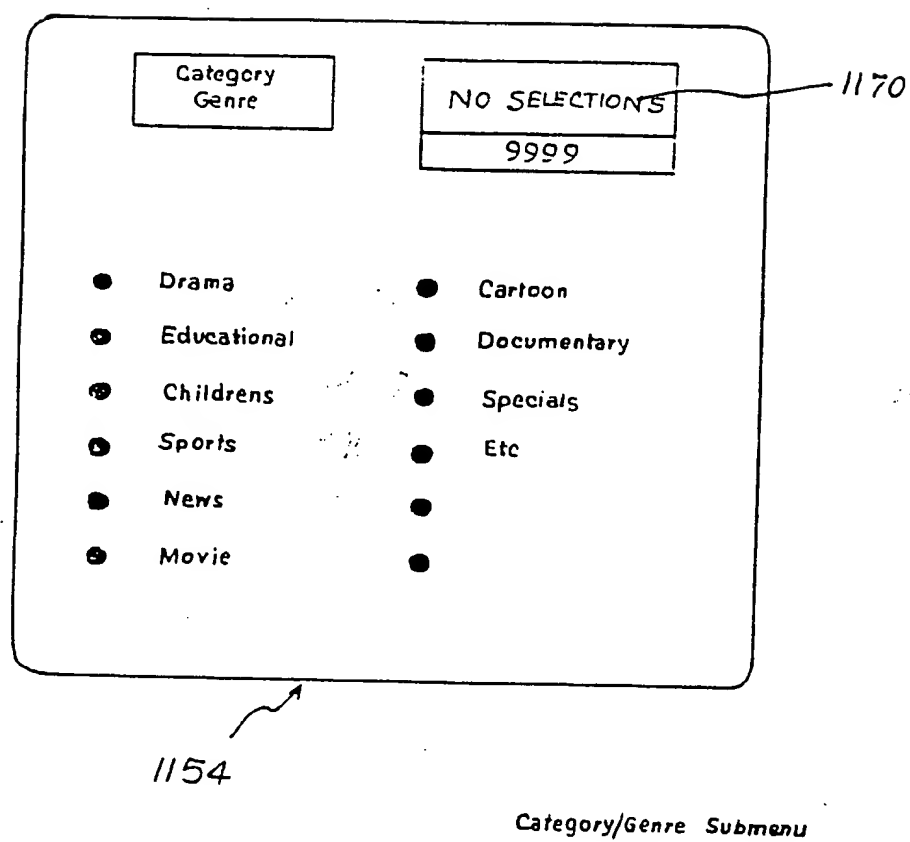 Category
Genre
NO SELECTIONS
1170
9999
Drama
Educational
Childrens
Sports
News
Movie
Cartoon
Documentary
Specials
Etc
1154
Category/Genre Submenu